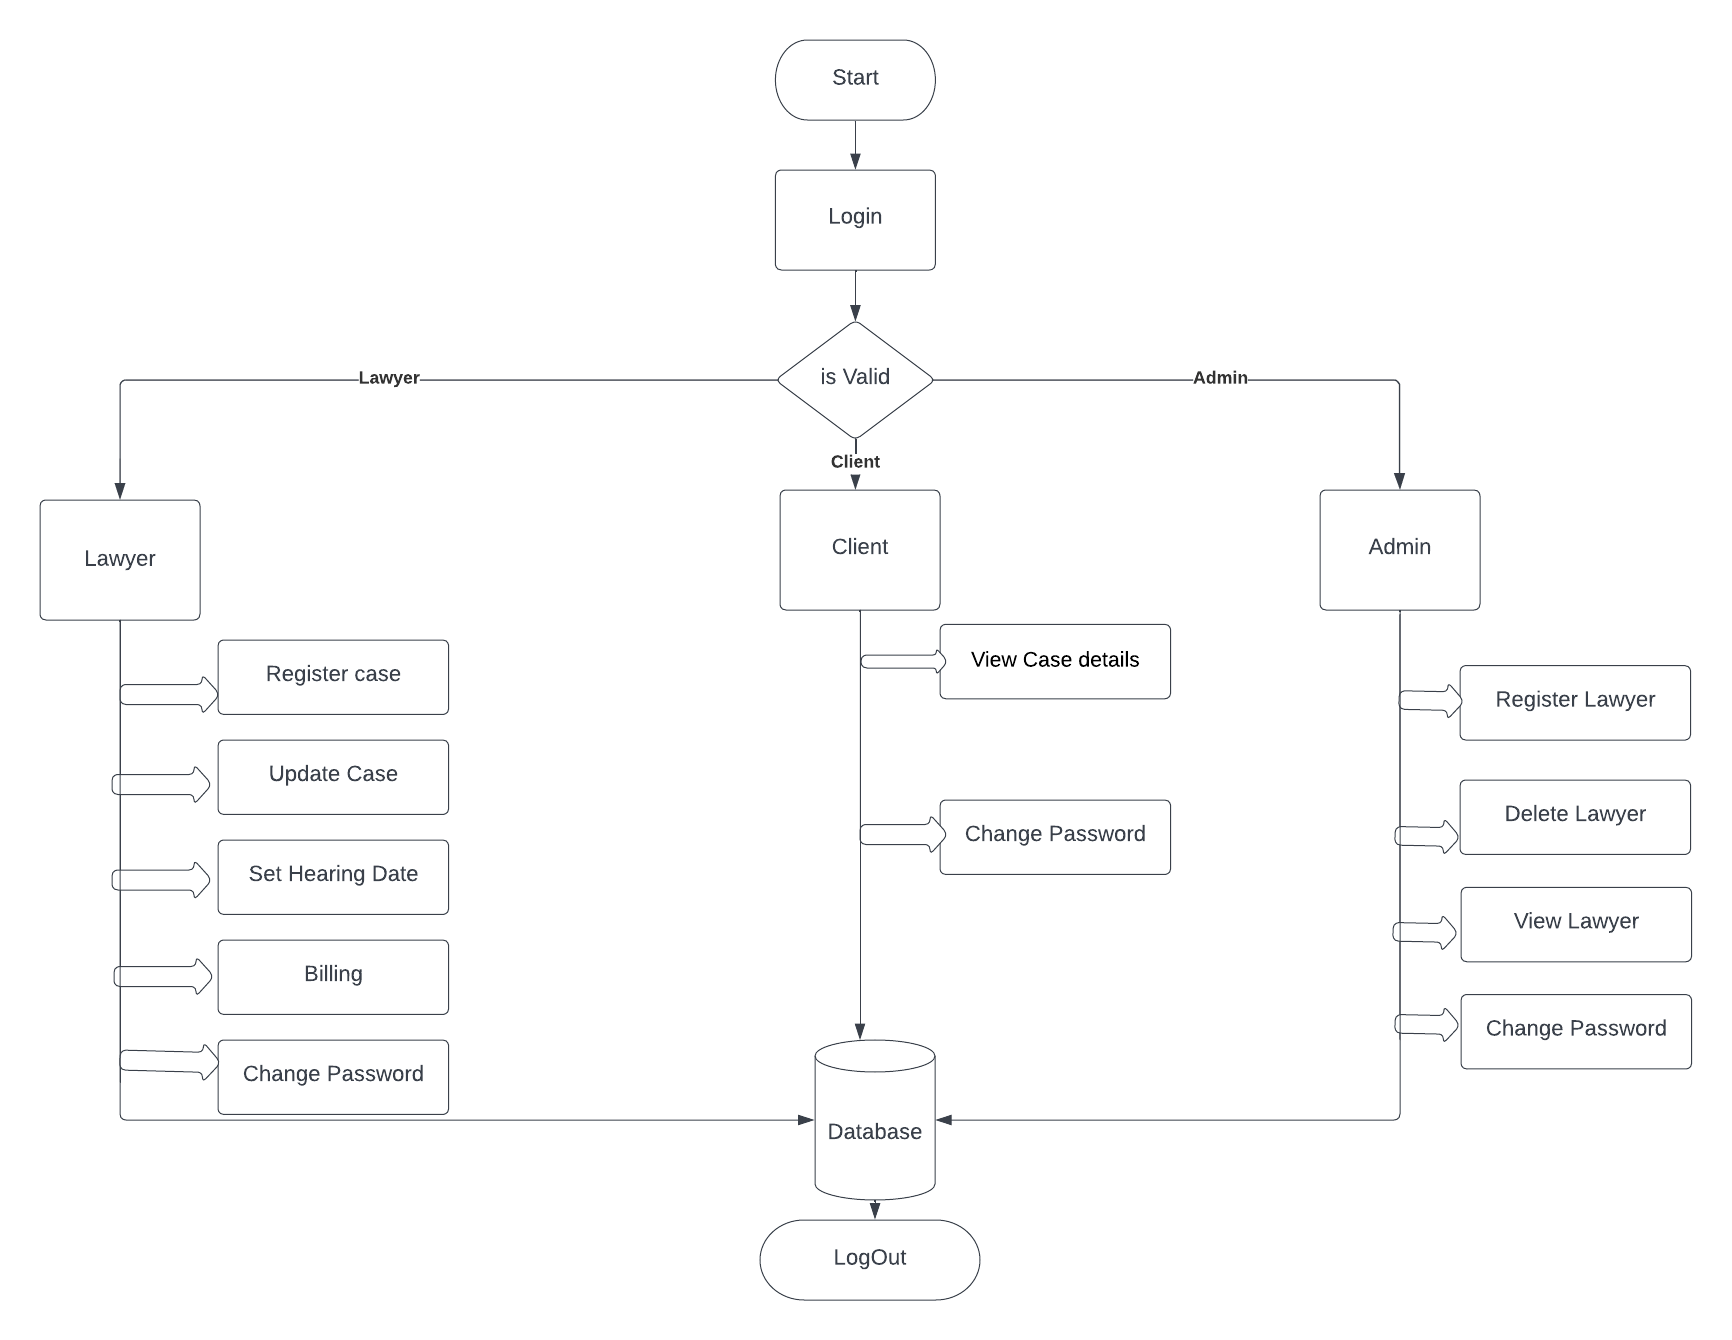 Start
Login
is Valid
Lawyer
Admin
Client
Lawyer
Client
Admin
Register case
Update Case
Set Hearing Date
Billing
Change Password
View Case details
Change Password
Register Lawyer
Delete Lawyer
View Lawyer
Change Password
Database
LogOut